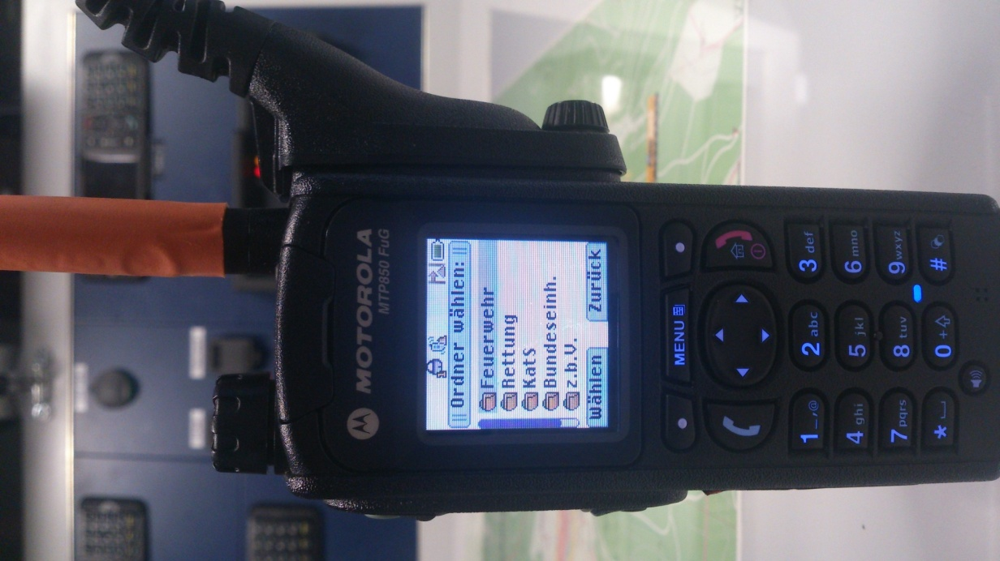 MOTOROLA
MTP850 FuG
Ordner wählen:
Feuerwehr
Rettung
KatS
Bundeseinh.
z.b.V.
Wählen Zurück
MENU
1 _,@ 2 abc 3 def
4 ghi 5 jkl 6 mno
7 pqrs 8 tuv 9 wxyz
* 0 + #